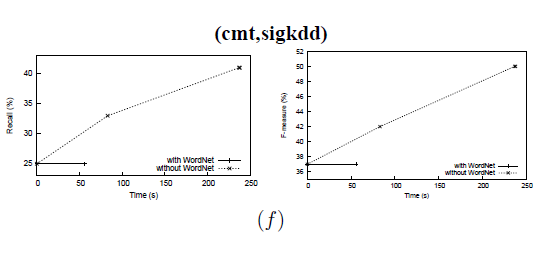 (cmt,sigkdd)
Recall (%)
40
35
30
25
0
50
100
150
200
250
Time (s)
with WordNet
without WordNet
F-measure (%)
52
50
48
46
44
42
40
38
36
0
50
100
150
200
250
Time (s)
with WordNet
without WordNet
(f)